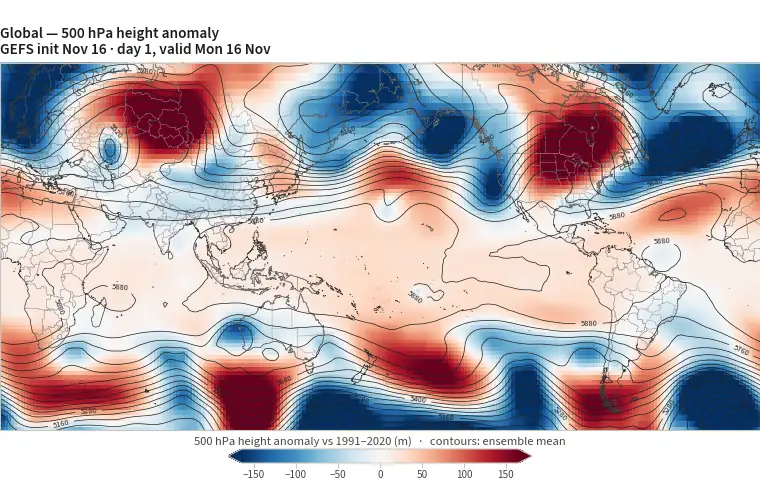 Global — 500 hPa height anomaly
GEFS init Nov 16 · day 1, valid Mon 16 Nov
5880
5880
5880
5880
5880
5760
5400
5280
5160
500 hPa height anomaly vs 1991–2020 (m) · contours: ensemble mean
−150 −100 −50 0 50 100 150